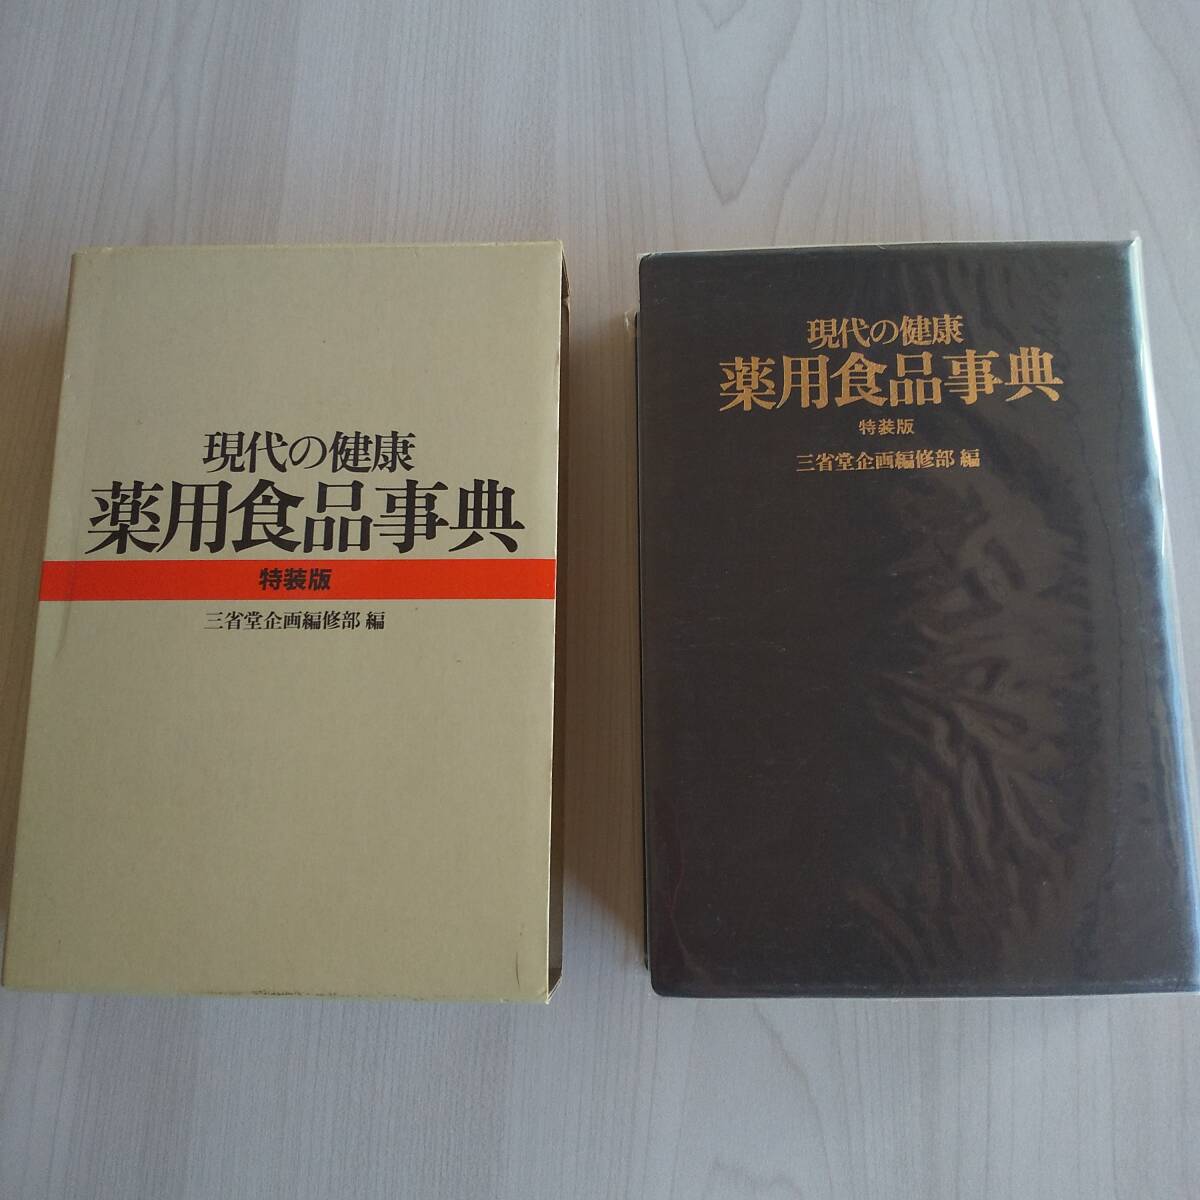 現代の健康
薬用食品事典
特装版
三省堂企画編修部 編
現代の健康
薬用食品事典
特装版
三省堂企画編修部 編